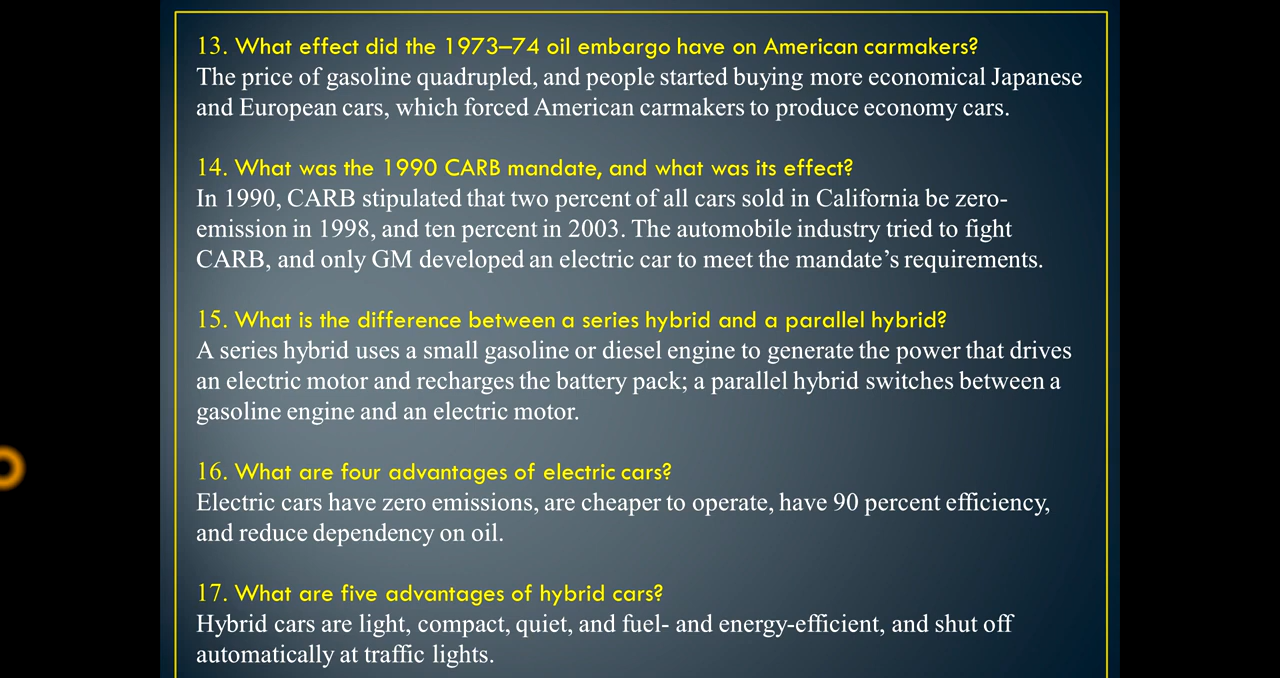 13. What effect did the 1973–74 oil embargo have on American carmakers?
The price of gasoline quadrupled, and people started buying more economical Japanese
and European cars, which forced American carmakers to produce economy cars.
14. What was the 1990 CARB mandate, and what was its effect?
In 1990, CARB stipulated that two percent of all cars sold in California be zero-
emission in 1998, and ten percent in 2003. The automobile industry tried to fight
CARB, and only GM developed an electric car to meet the mandate’s requirements.
15. What is the difference between a series hybrid and a parallel hybrid?
A series hybrid uses a small gasoline or diesel engine to generate the power that drives
an electric motor and recharges the battery pack; a parallel hybrid switches between a
gasoline engine and an electric motor.
16. What are four advantages of electric cars?
Electric cars have zero emissions, are cheaper to operate, have 90 percent efficiency,
and reduce dependency on oil.
17. What are five advantages of hybrid cars?
Hybrid cars are light, compact, quiet, and fuel- and energy-efficient, and shut off
automatically at traffic lights.